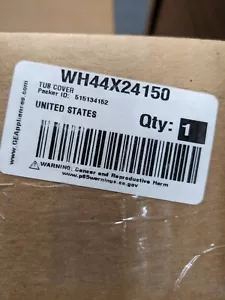 WH44X24150
TUB COVER
Packer ID: 515134152
UNITED STATES
Qty: 1
www.GEAppliances.com
WARNING: Cancer and Reproductive Harm
www.p65warnings.ca.gov